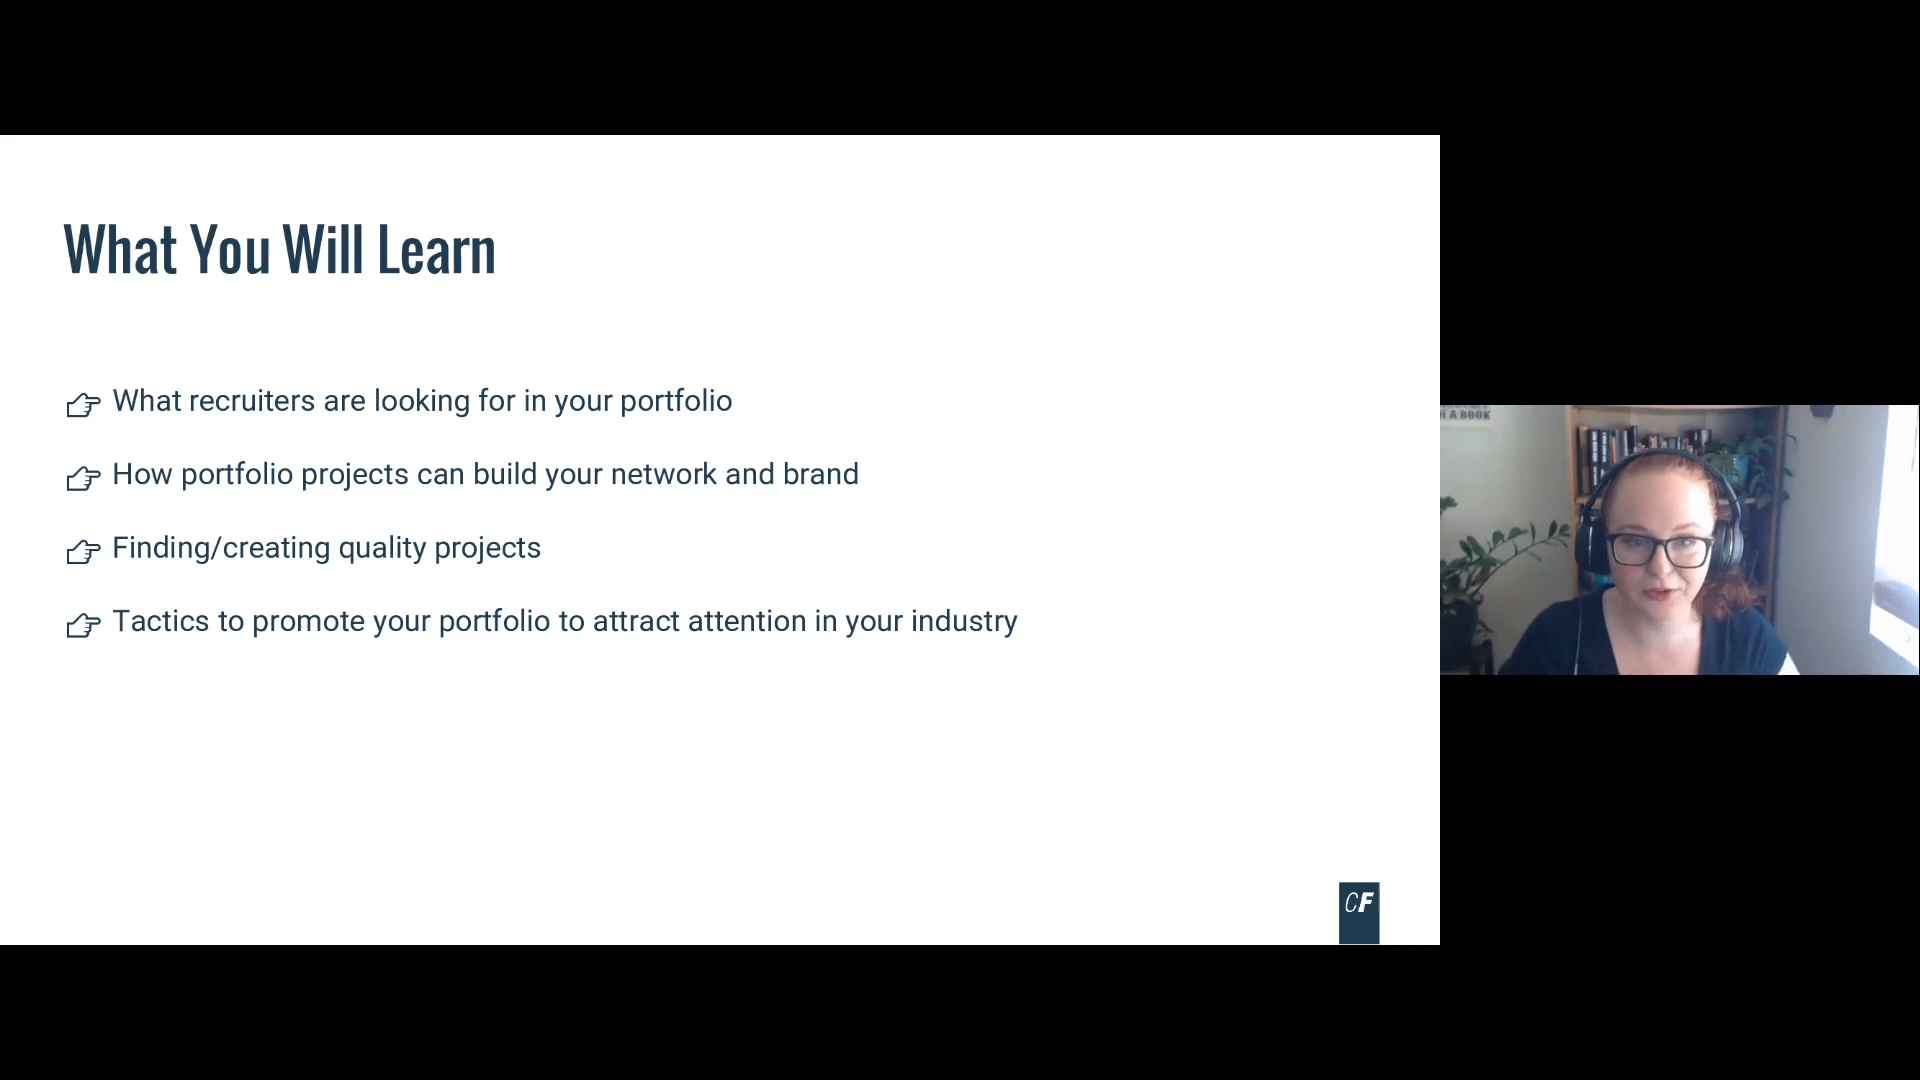 What You Will Learn
What recruiters are looking for in your portfolio
How portfolio projects can build your network and brand
Finding/creating quality projects
Tactics to promote your portfolio to attract attention in your industry
CF
A BOOK